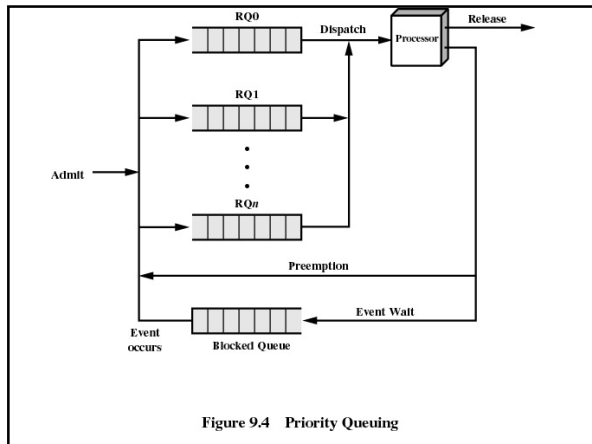 RQ0
Release
Dispatch
Processor
RQ1
Admit
RQn
Preemption
Event Wait
Event
occurs
Blocked Queue
Figure 9.4 Priority Queuing